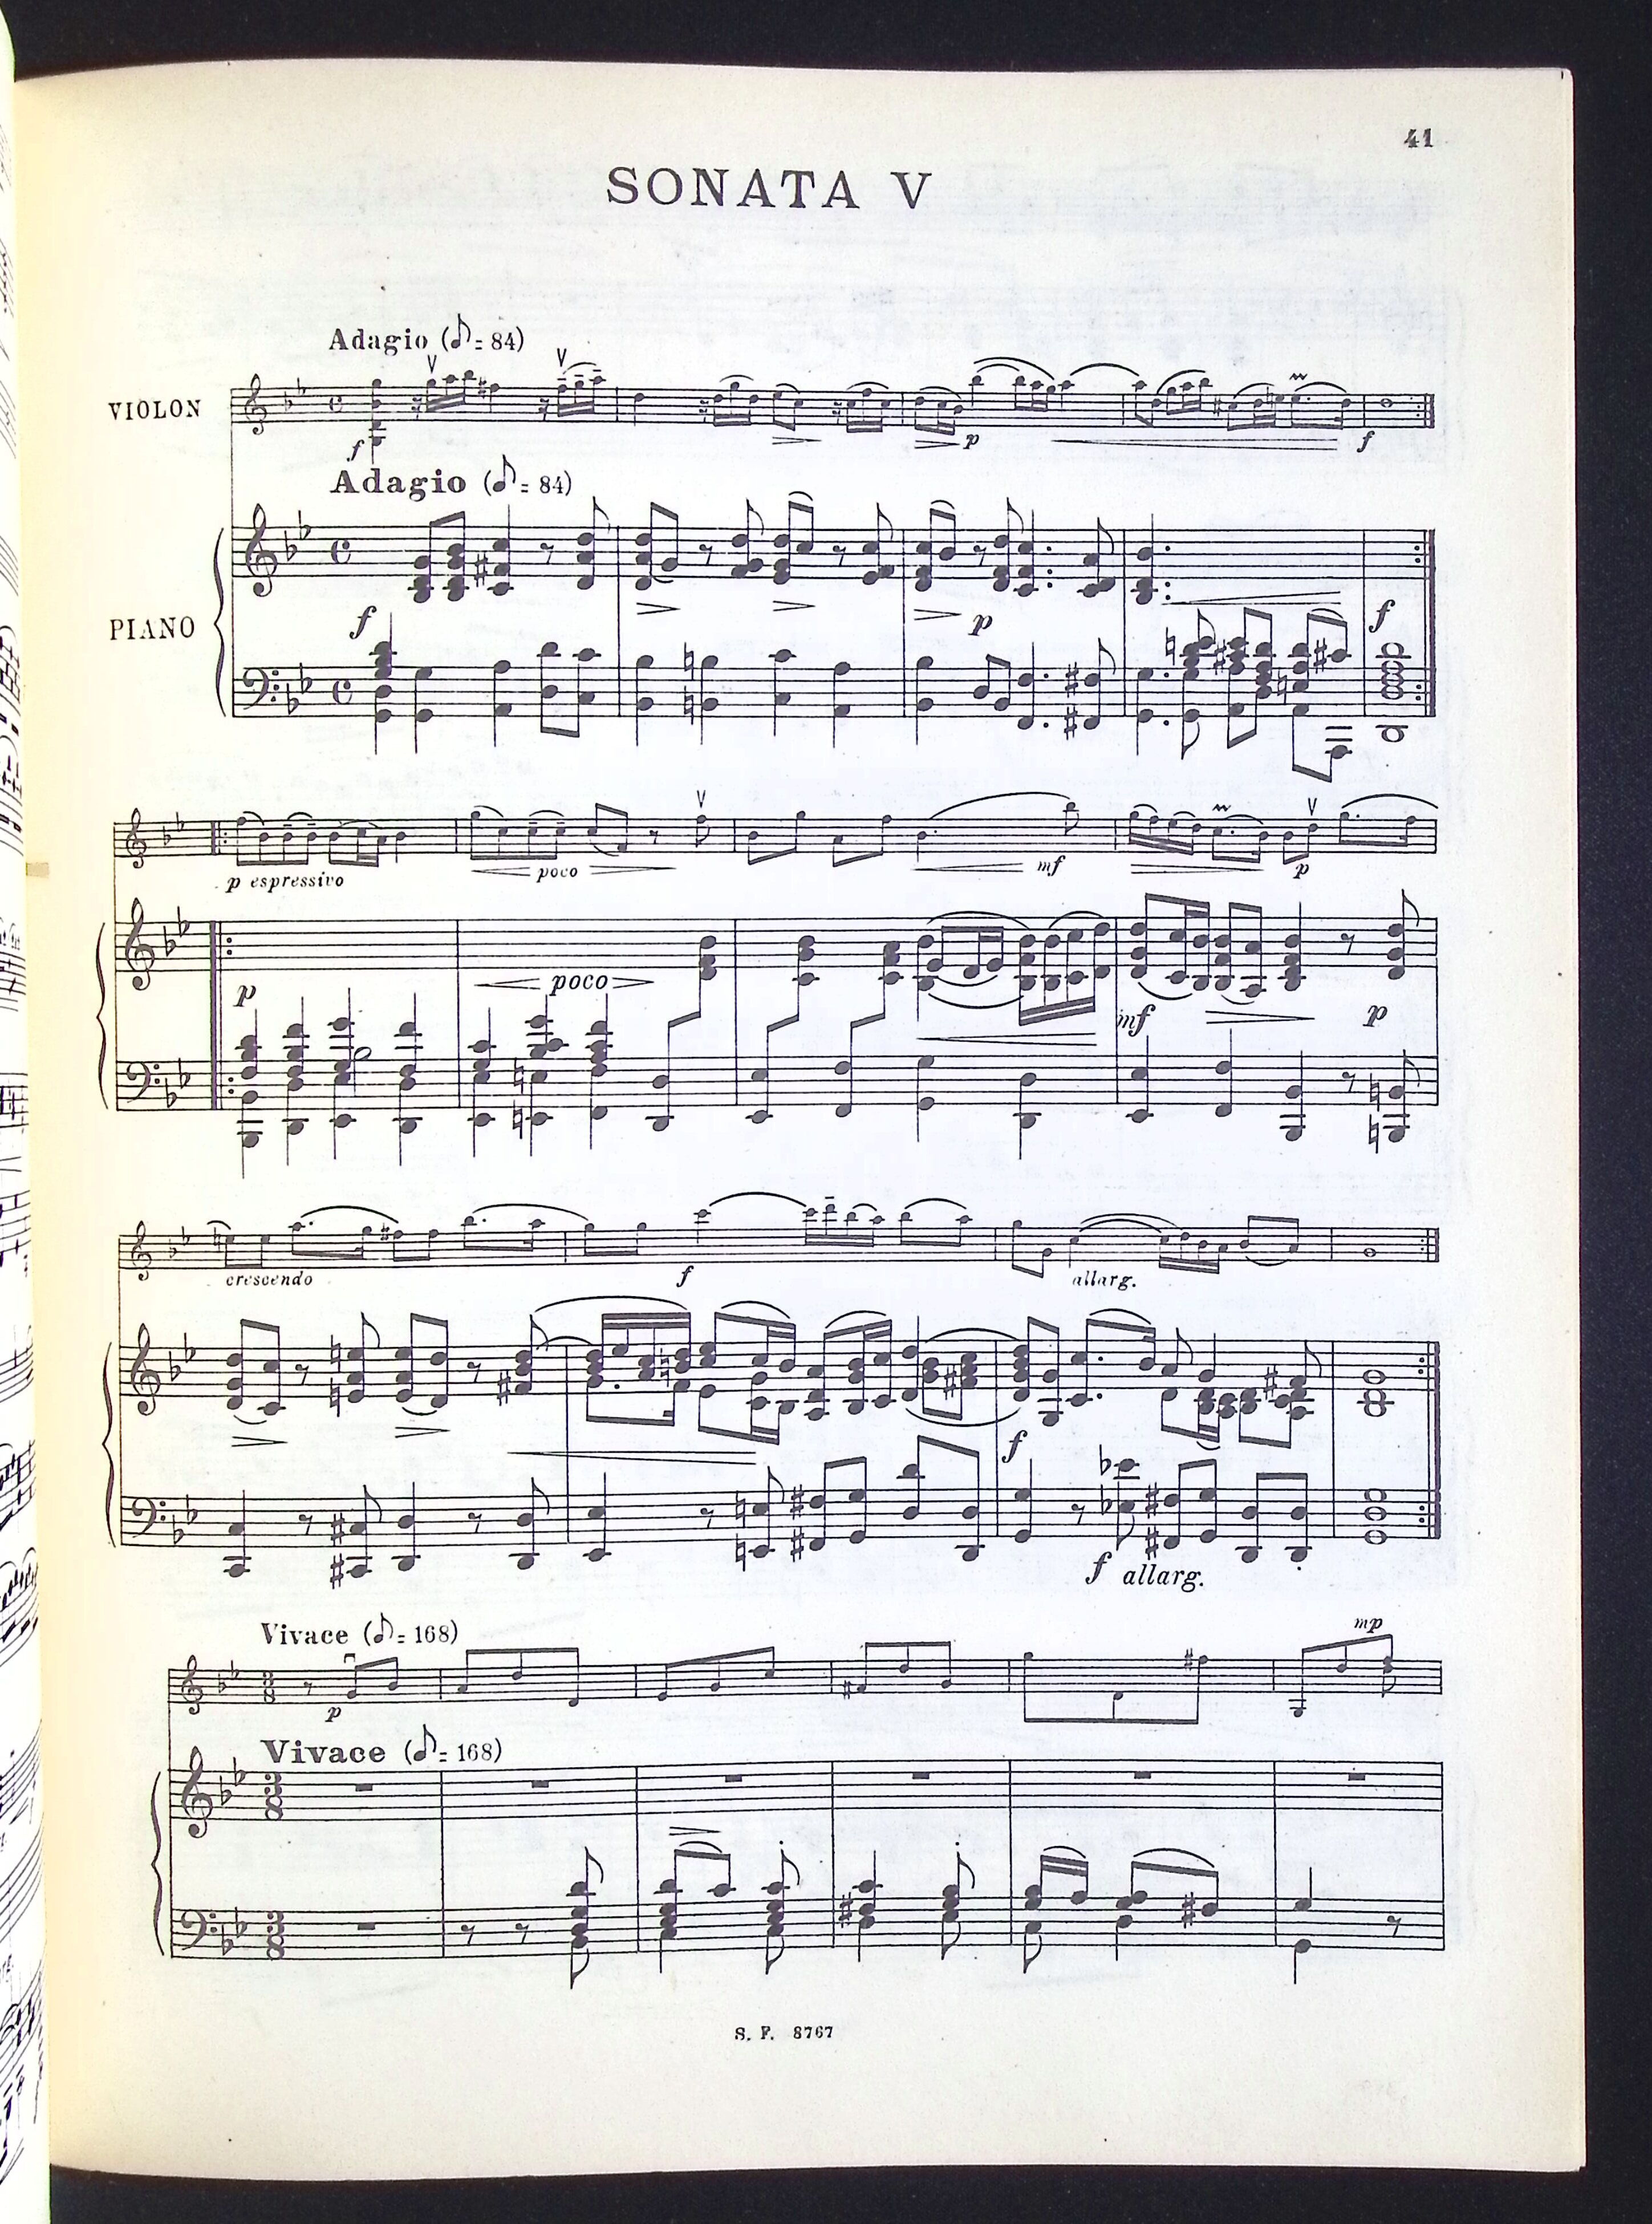 41
SONATA V
Adagio (♪= 84)
VIOLON
f
p
f
Adagio (♪= 84)
PIANO
f
p
f
p espressivo
poco
mf
p
p
poco
mf
p
crescendo
f
allarg.
f
f allarg.
Vivace (♪= 168)
mp
p
Vivace (♪= 168)
S. F. 8767